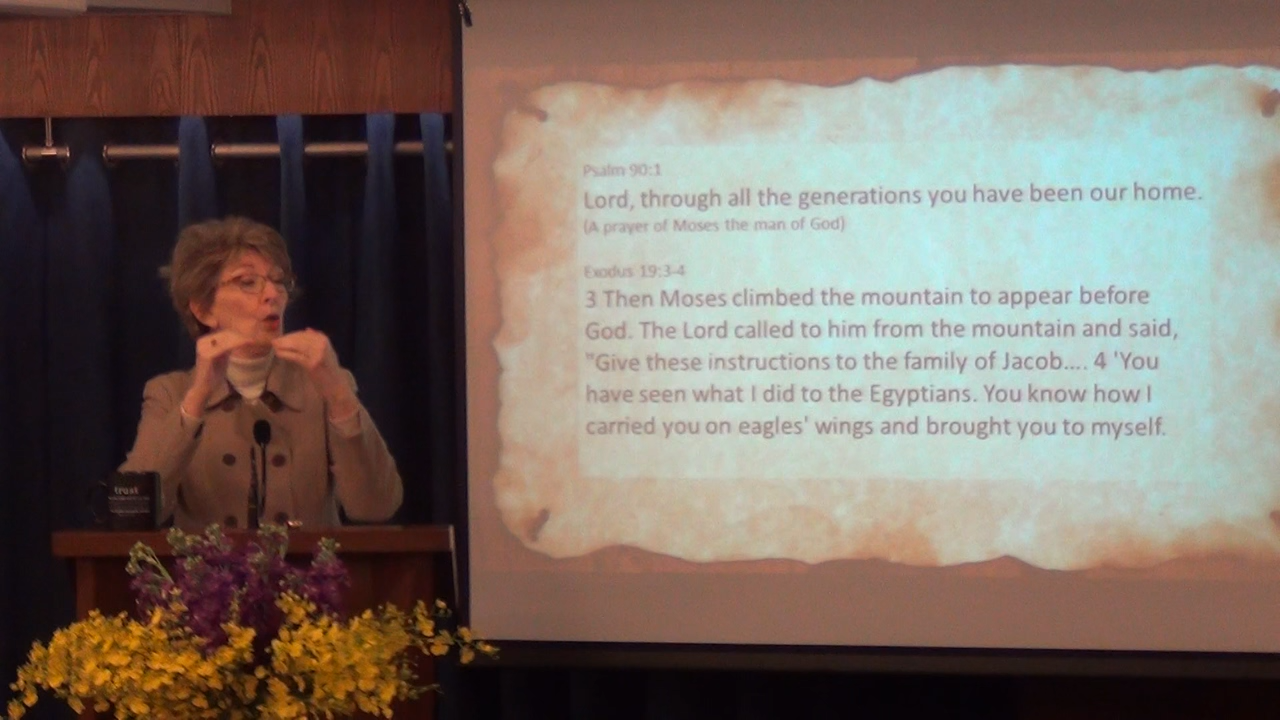 Psalm 90:1
Lord, through all the generations you have been our home.
(A prayer of Moses the man of God)
Exodus 19:3-4
3 Then Moses climbed the mountain to appear before
God. The Lord called to him from the mountain and said,
"Give these instructions to the family of Jacob.... 4 'You
have seen what I did to the Egyptians. You know how I
carried you on eagles' wings and brought you to myself.
trust